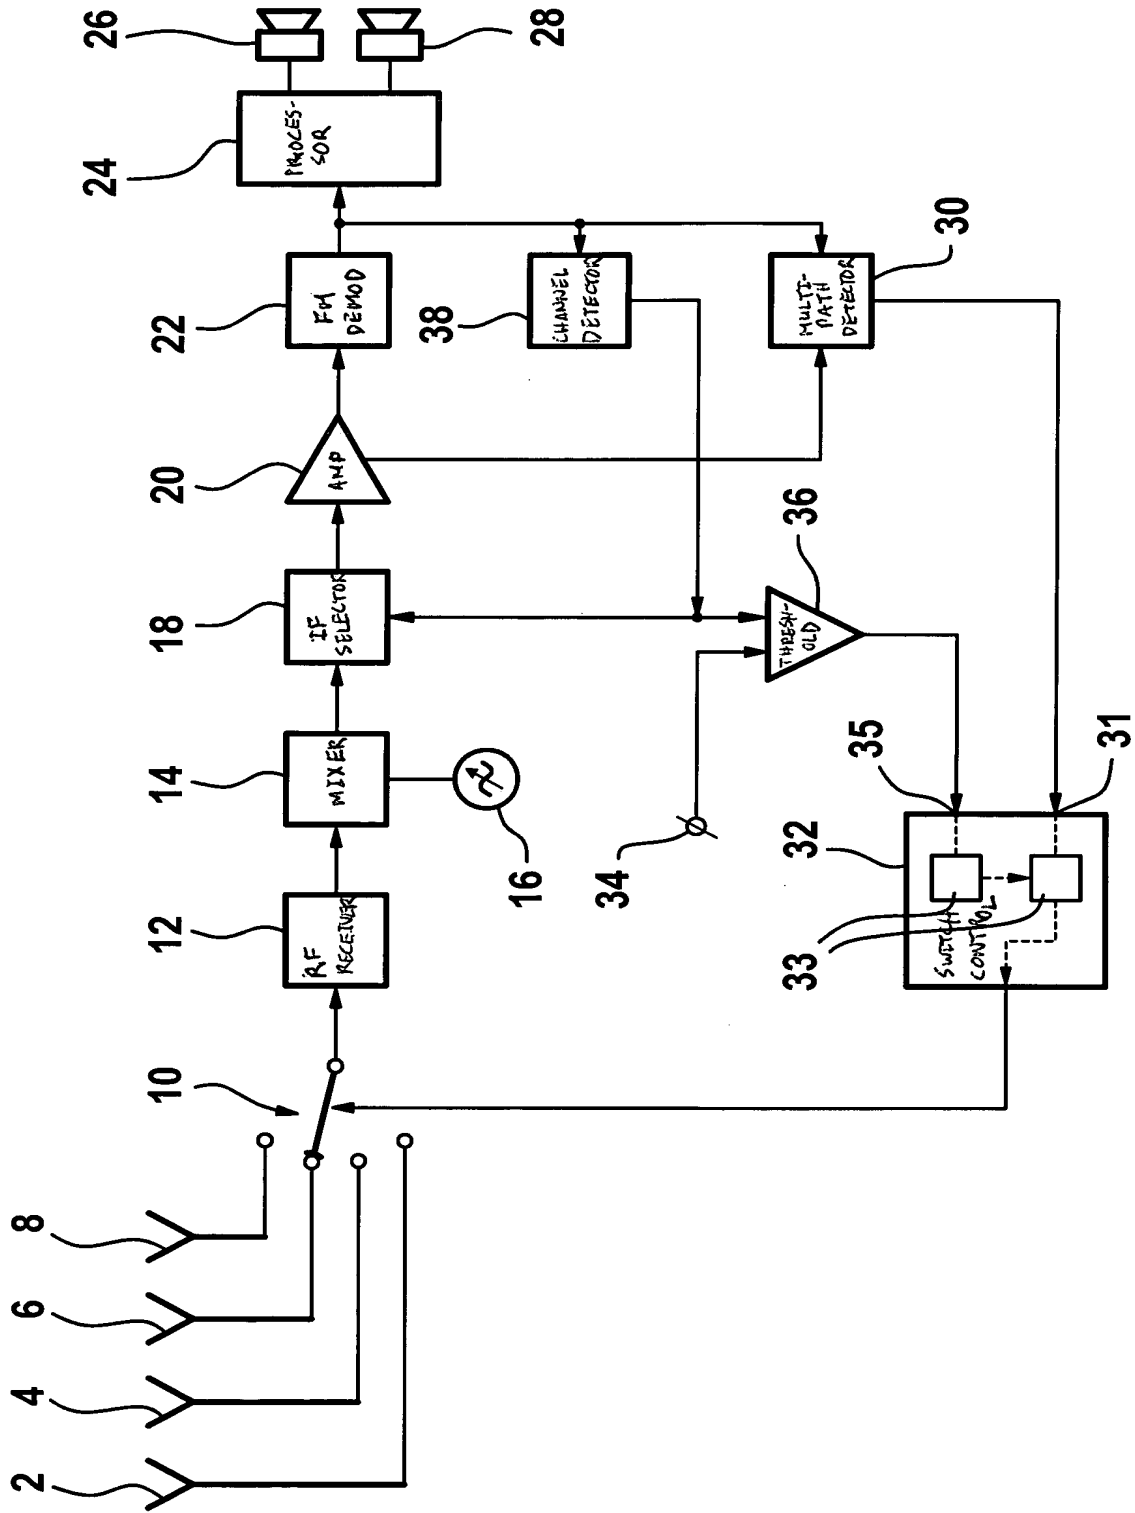 2
4
6
8
10
12
RF
RECEIVER
14
MIXER
16
18
IF
SELECTOR
20
AMP
22
FM
DEMOD
24
PROCES-
SOR
26
28
38
CHANNEL
DETECTOR
30
MULTI-
PATH
DETECTOR
34
36
THRESH-
OLD
35
31
32
33
SWITCH
CONTROL